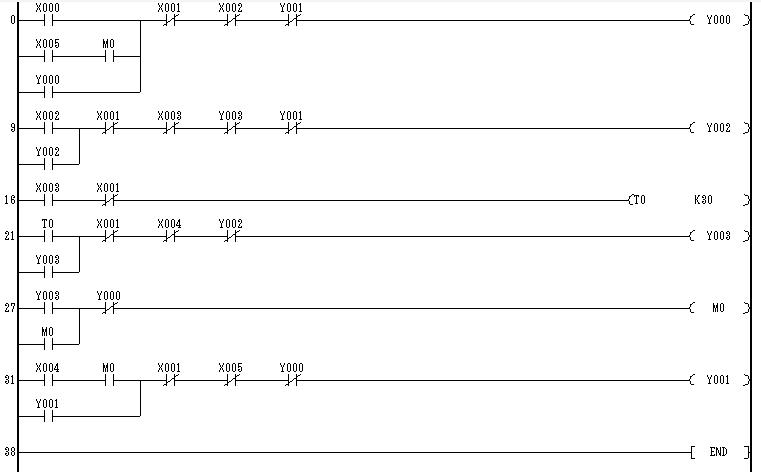 X000 X001 X002 Y001
0 Y000
X005 M0
Y000
X002 X001 X003 Y003 Y001
9 Y002
Y002
X003 X001
16 T0 K30
T0 X001 X004 Y002
21 Y003
Y003
Y003 Y000
27 M0
M0
X004 M0 X001 X005 Y000
31 Y001
Y001
38 END